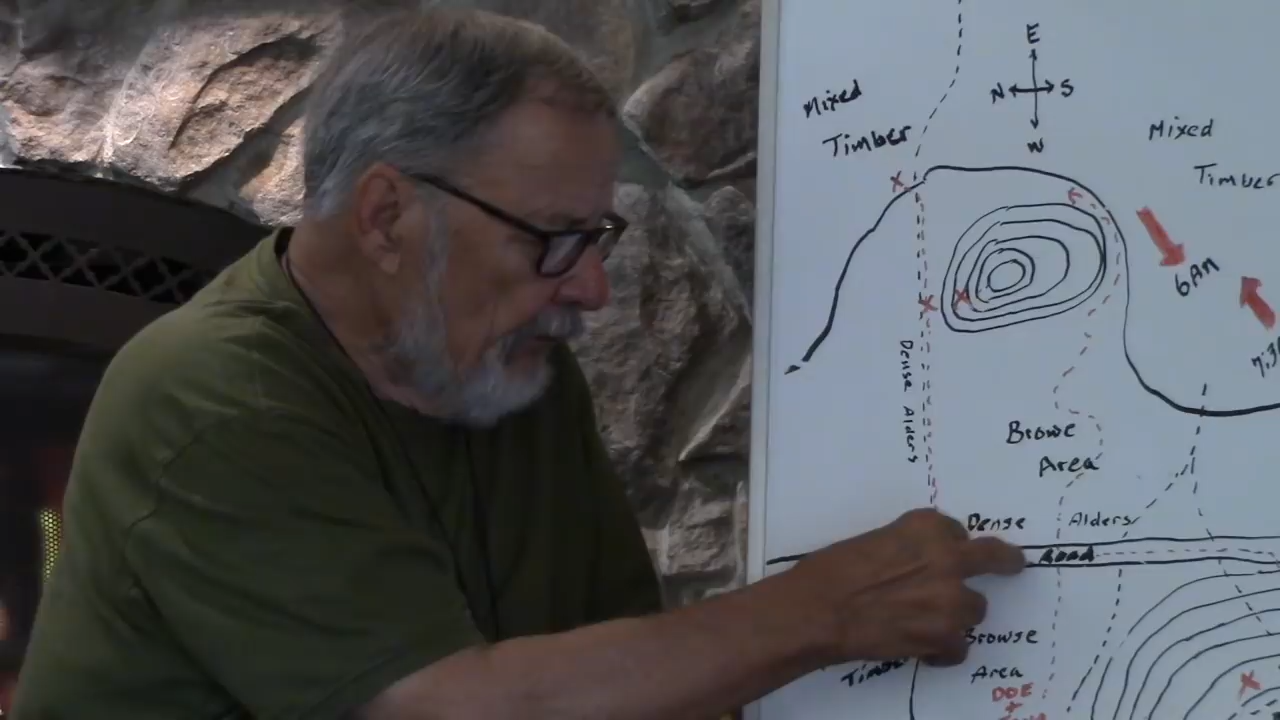 E
N S
W
Mixed
Timber
Mixed
Timber
6AM
Dense Alders
Browe
Area
Dense Alders
Road
Browse
Area
Timber
DOE
+